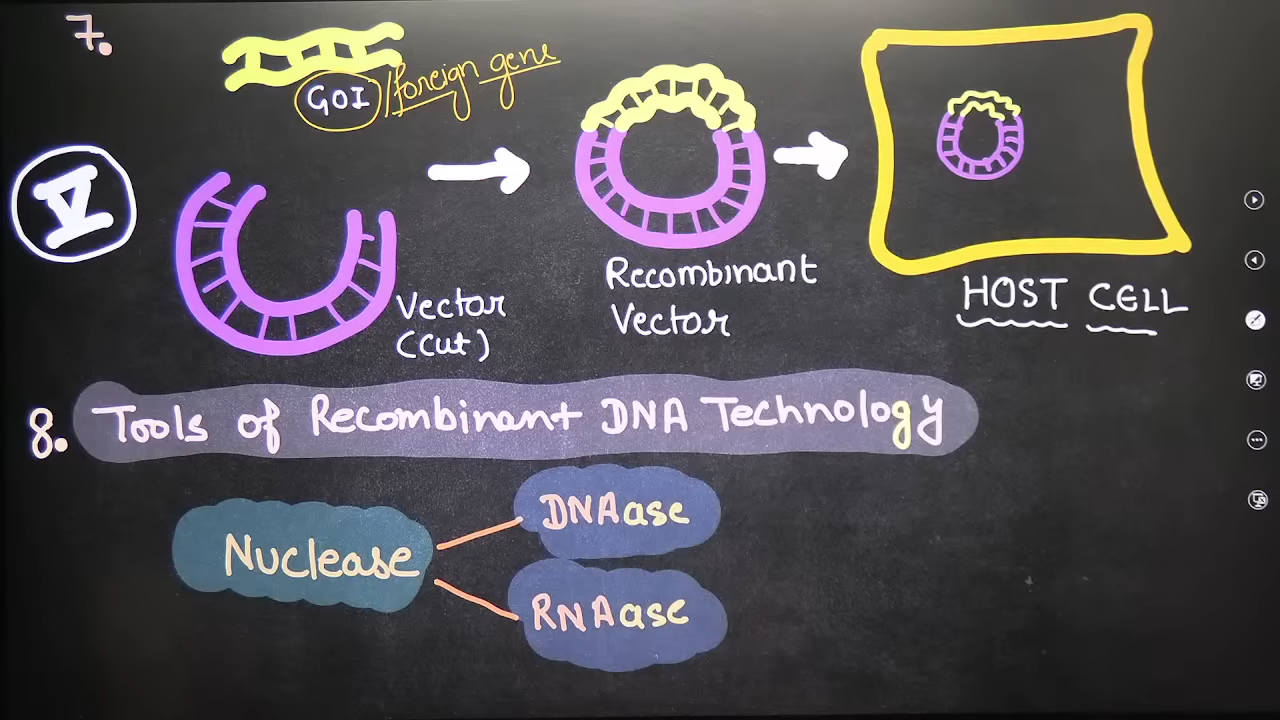 7.
GOI/foreign gene
V
Vector
(cut)
Recombinant
Vector
HOST CELL
8. Tools of Recombinant DNA Technology
Nuclease
DNAase
RNAase